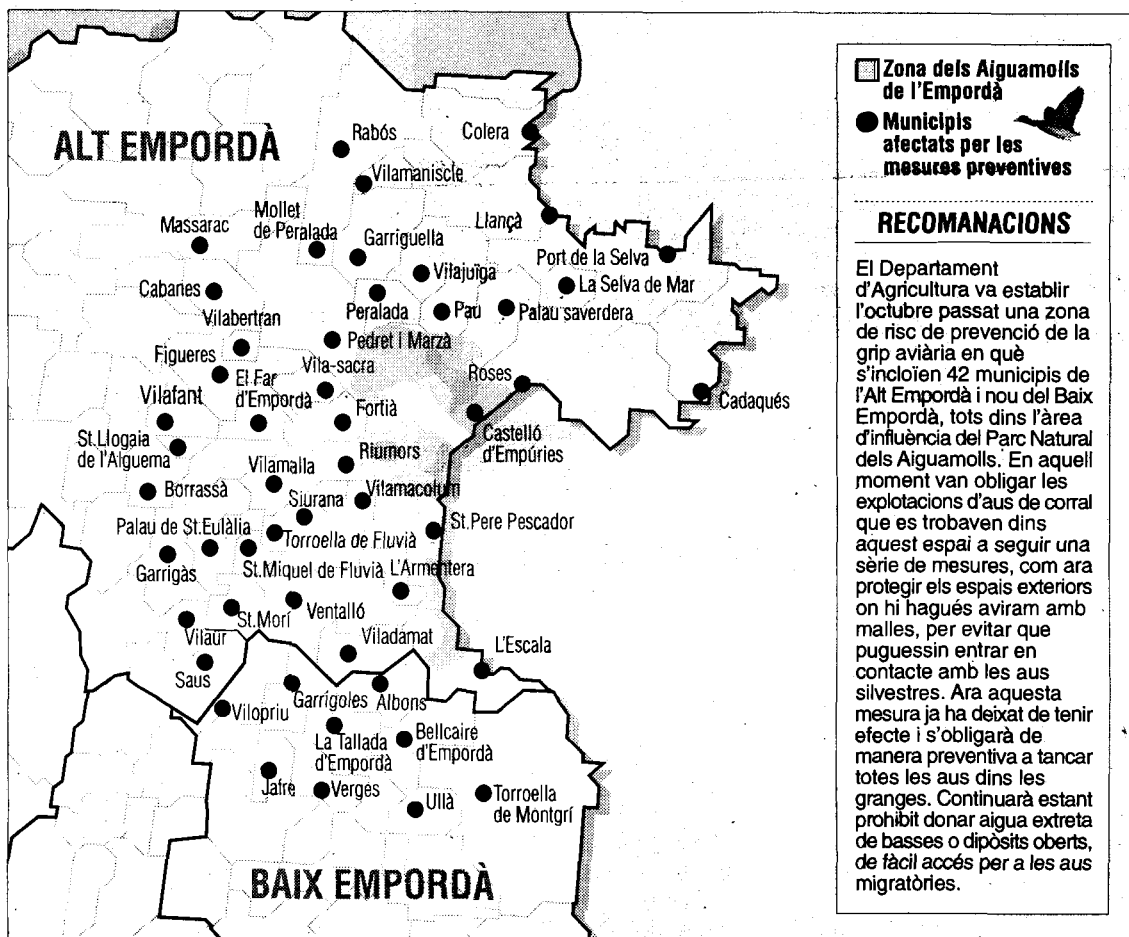 ALT EMPORDÀ
Rabós
Colera
Vilamaniscle
Mollet
de Peralada
Massarac
Garriguella
Llançà
Port de la Selva
Vilajuïga
La Selva de Mar
Cabanes
Peralada
Pau
Palau saverdera
Vilabertran
Pedret i Marzà
Figueres
Vila-sacra
Roses
El Far
d'Empordà
Cadaqués
Vilafant
Fortià
Castelló
d'Empúries
St.Llogaia
de l'Alguema
Riumors
Vilamalla
Borrassà
Vilamacolum
Siurana
St.Pere Pescador
Palau de St.Eulàlia
Torroella de Fluvià
Garrigàs
St.Miquel de Fluvià
L'Armentera
St.Morí
Ventalló
Vilaür
Viladamat
L'Escala
Saus
Garrigoles
Albons
Vilopriu
La Tallada
d'Empordà
Bellcaire
d'Empordà
Jafre
Verges
Ullà
Torroella
de Montgrí
BAIX EMPORDÀ
Zona dels Aiguamolls
de l'Empordà
Municipis
afectats per les
mesures preventives
RECOMANACIONS
El Departament
d'Agricultura va establir
l'octubre passat una zona
de risc de prevenció de la
grip aviària en què
s'incloïen 42 municipis de
l'Alt Empordà i nou del Baix
Empordà, tots dins l'àrea
d'influència del Parc Natural
dels Aiguamolls. En aquell
moment van obligar les
explotacions d'aus de corral
que es trobaven dins
aquest espai a seguir una
sèrie de mesures, com ara
protegir els espais exteriors
on hi hagués aviram amb
malles, per evitar que
puguessin entrar en
contacte amb les aus
silvestres. Ara aquesta
mesura ja ha deixat de tenir
efecte i s'obligarà de
manera preventiva a tancar
totes les aus dins les
granges. Continuarà estant
prohibit donar aigua extreta
de basses o dipòsits oberts,
de fàcil accés per a les aus
migratòries.